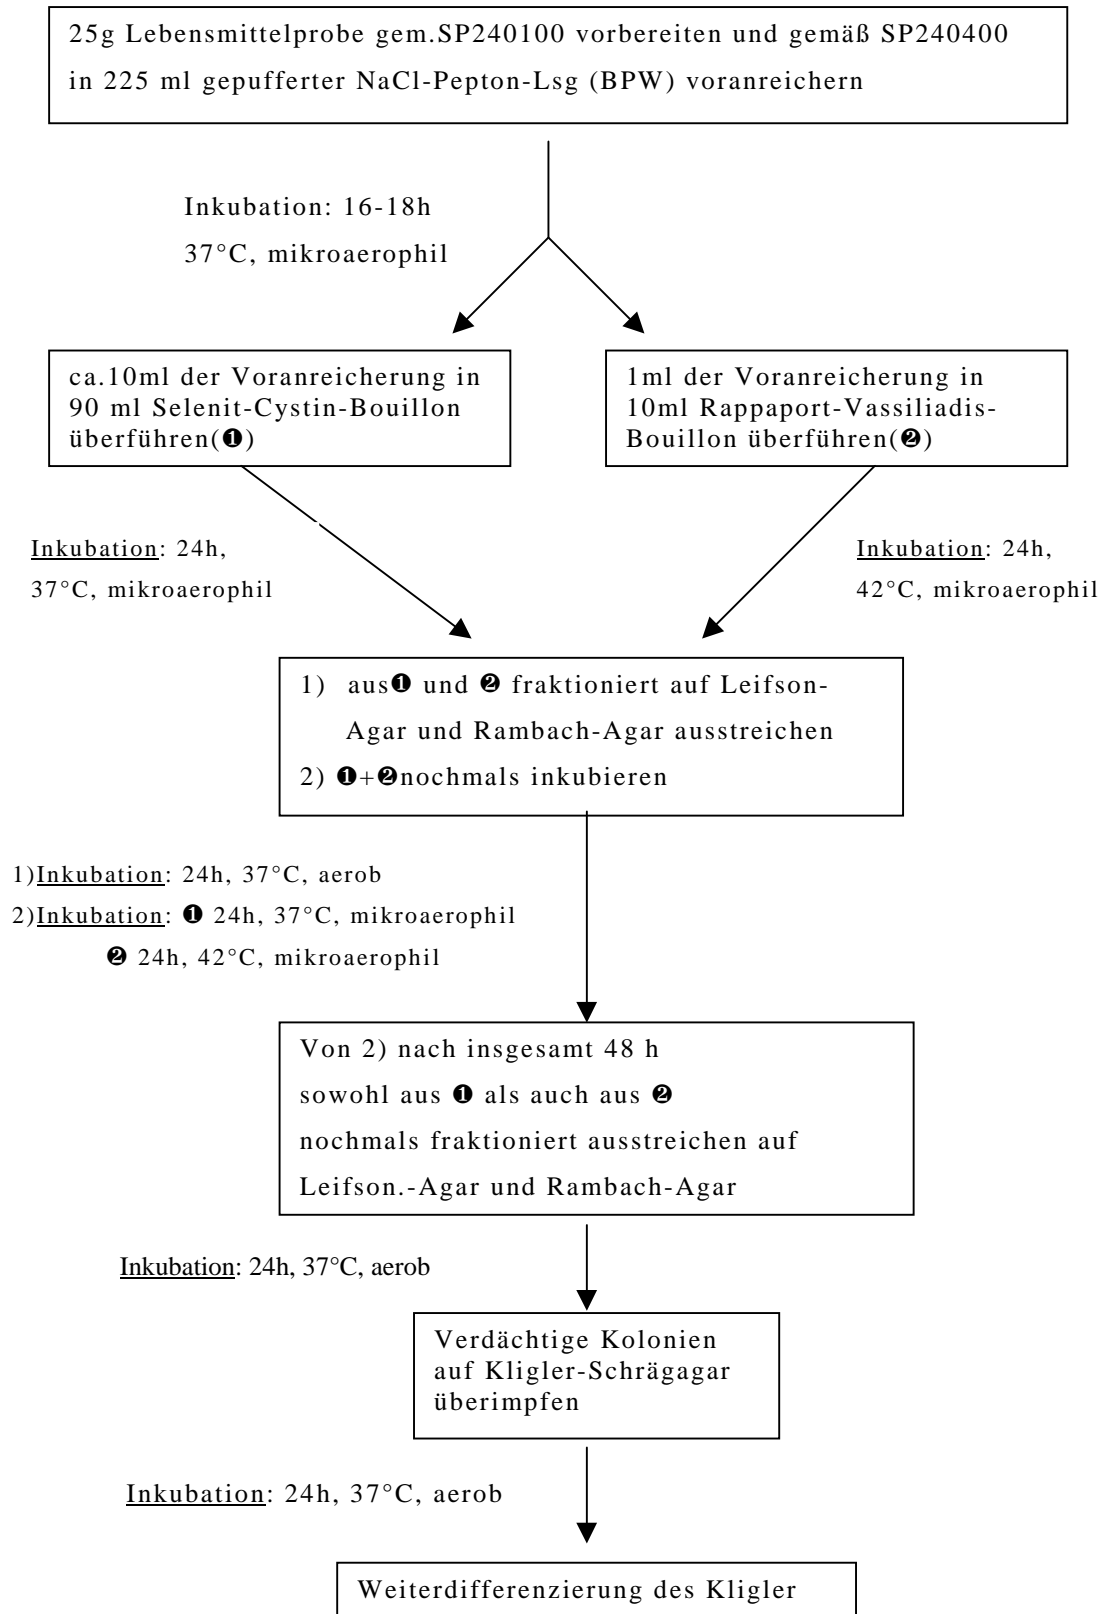 25g Lebensmittelprobe gem.SP240100 vorbereiten und gemäß SP240400
in 225 ml gepufferter NaCl-Pepton-Lsg (BPW) voranreichern
Inkubation: 16-18h
37°C, mikroaerophil
ca.10ml der Voranreicherung in
90 ml Selenit-Cystin-Bouillon
überführen(❶)
1ml der Voranreicherung in
10ml Rappaport-Vassiliadis-
Bouillon überführen(❷)
Inkubation: 24h,
37°C, mikroaerophil
Inkubation: 24h,
42°C, mikroaerophil
1) aus❶ und ❷ fraktioniert auf Leifson-
Agar und Rambach-Agar ausstreichen
2) ❶+❷nochmals inkubieren
1)Inkubation: 24h, 37°C, aerob
2)Inkubation: ❶ 24h, 37°C, mikroaerophil
❷ 24h, 42°C, mikroaerophil
Von 2) nach insgesamt 48 h
sowohl aus ❶ als auch aus ❷
nochmals fraktioniert ausstreichen auf
Leifson.-Agar und Rambach-Agar
Inkubation: 24h, 37°C, aerob
Verdächtige Kolonien
auf Kligler-Schrägagar
überimpfen
Inkubation: 24h, 37°C, aerob
Weiterdifferenzierung des Kligler